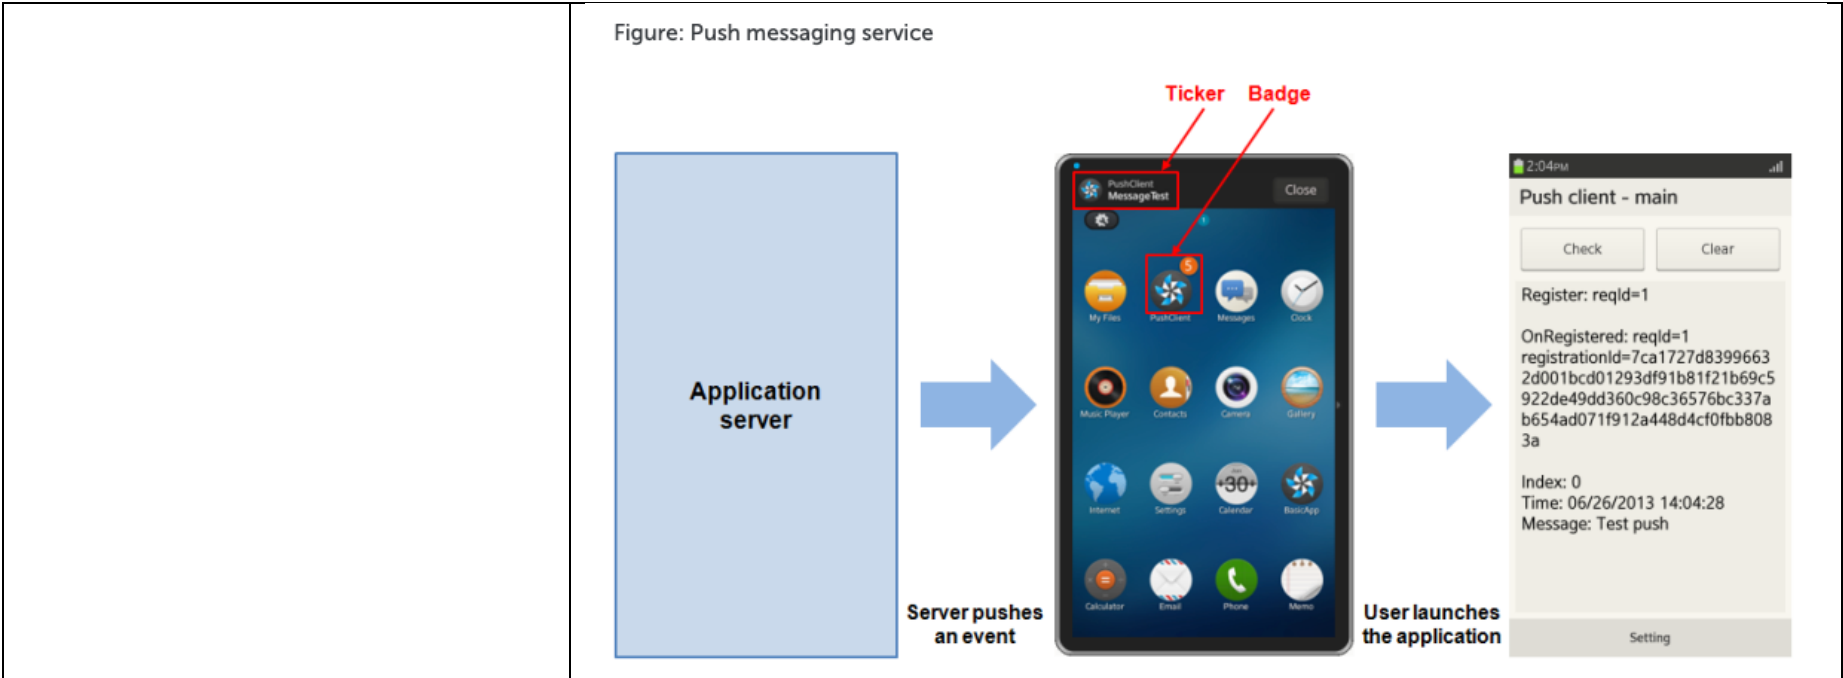 Figure: Push messaging service
Ticker Badge
Application
server
Server pushes
an event
PushClient
MessageTest
Close
5
My Files PushClient Messages Clock
Music Player Contacts Camera Gallery
30
Internet Settings Calendar BasicApp
Calculator Email Phone Memo
User launches
the application
2:04PM
Push client - main
Check Clear
Register: reqId=1
OnRegistered: reqId=1
registrationId=7ca1727d8399663
2d001bcd01293df91b81f21b69c5
922de49dd360c98c36576bc337a
b654ad071f912a448d4cf0fbb808
3a
Index: 0
Time: 06/26/2013 14:04:28
Message: Test push
Setting